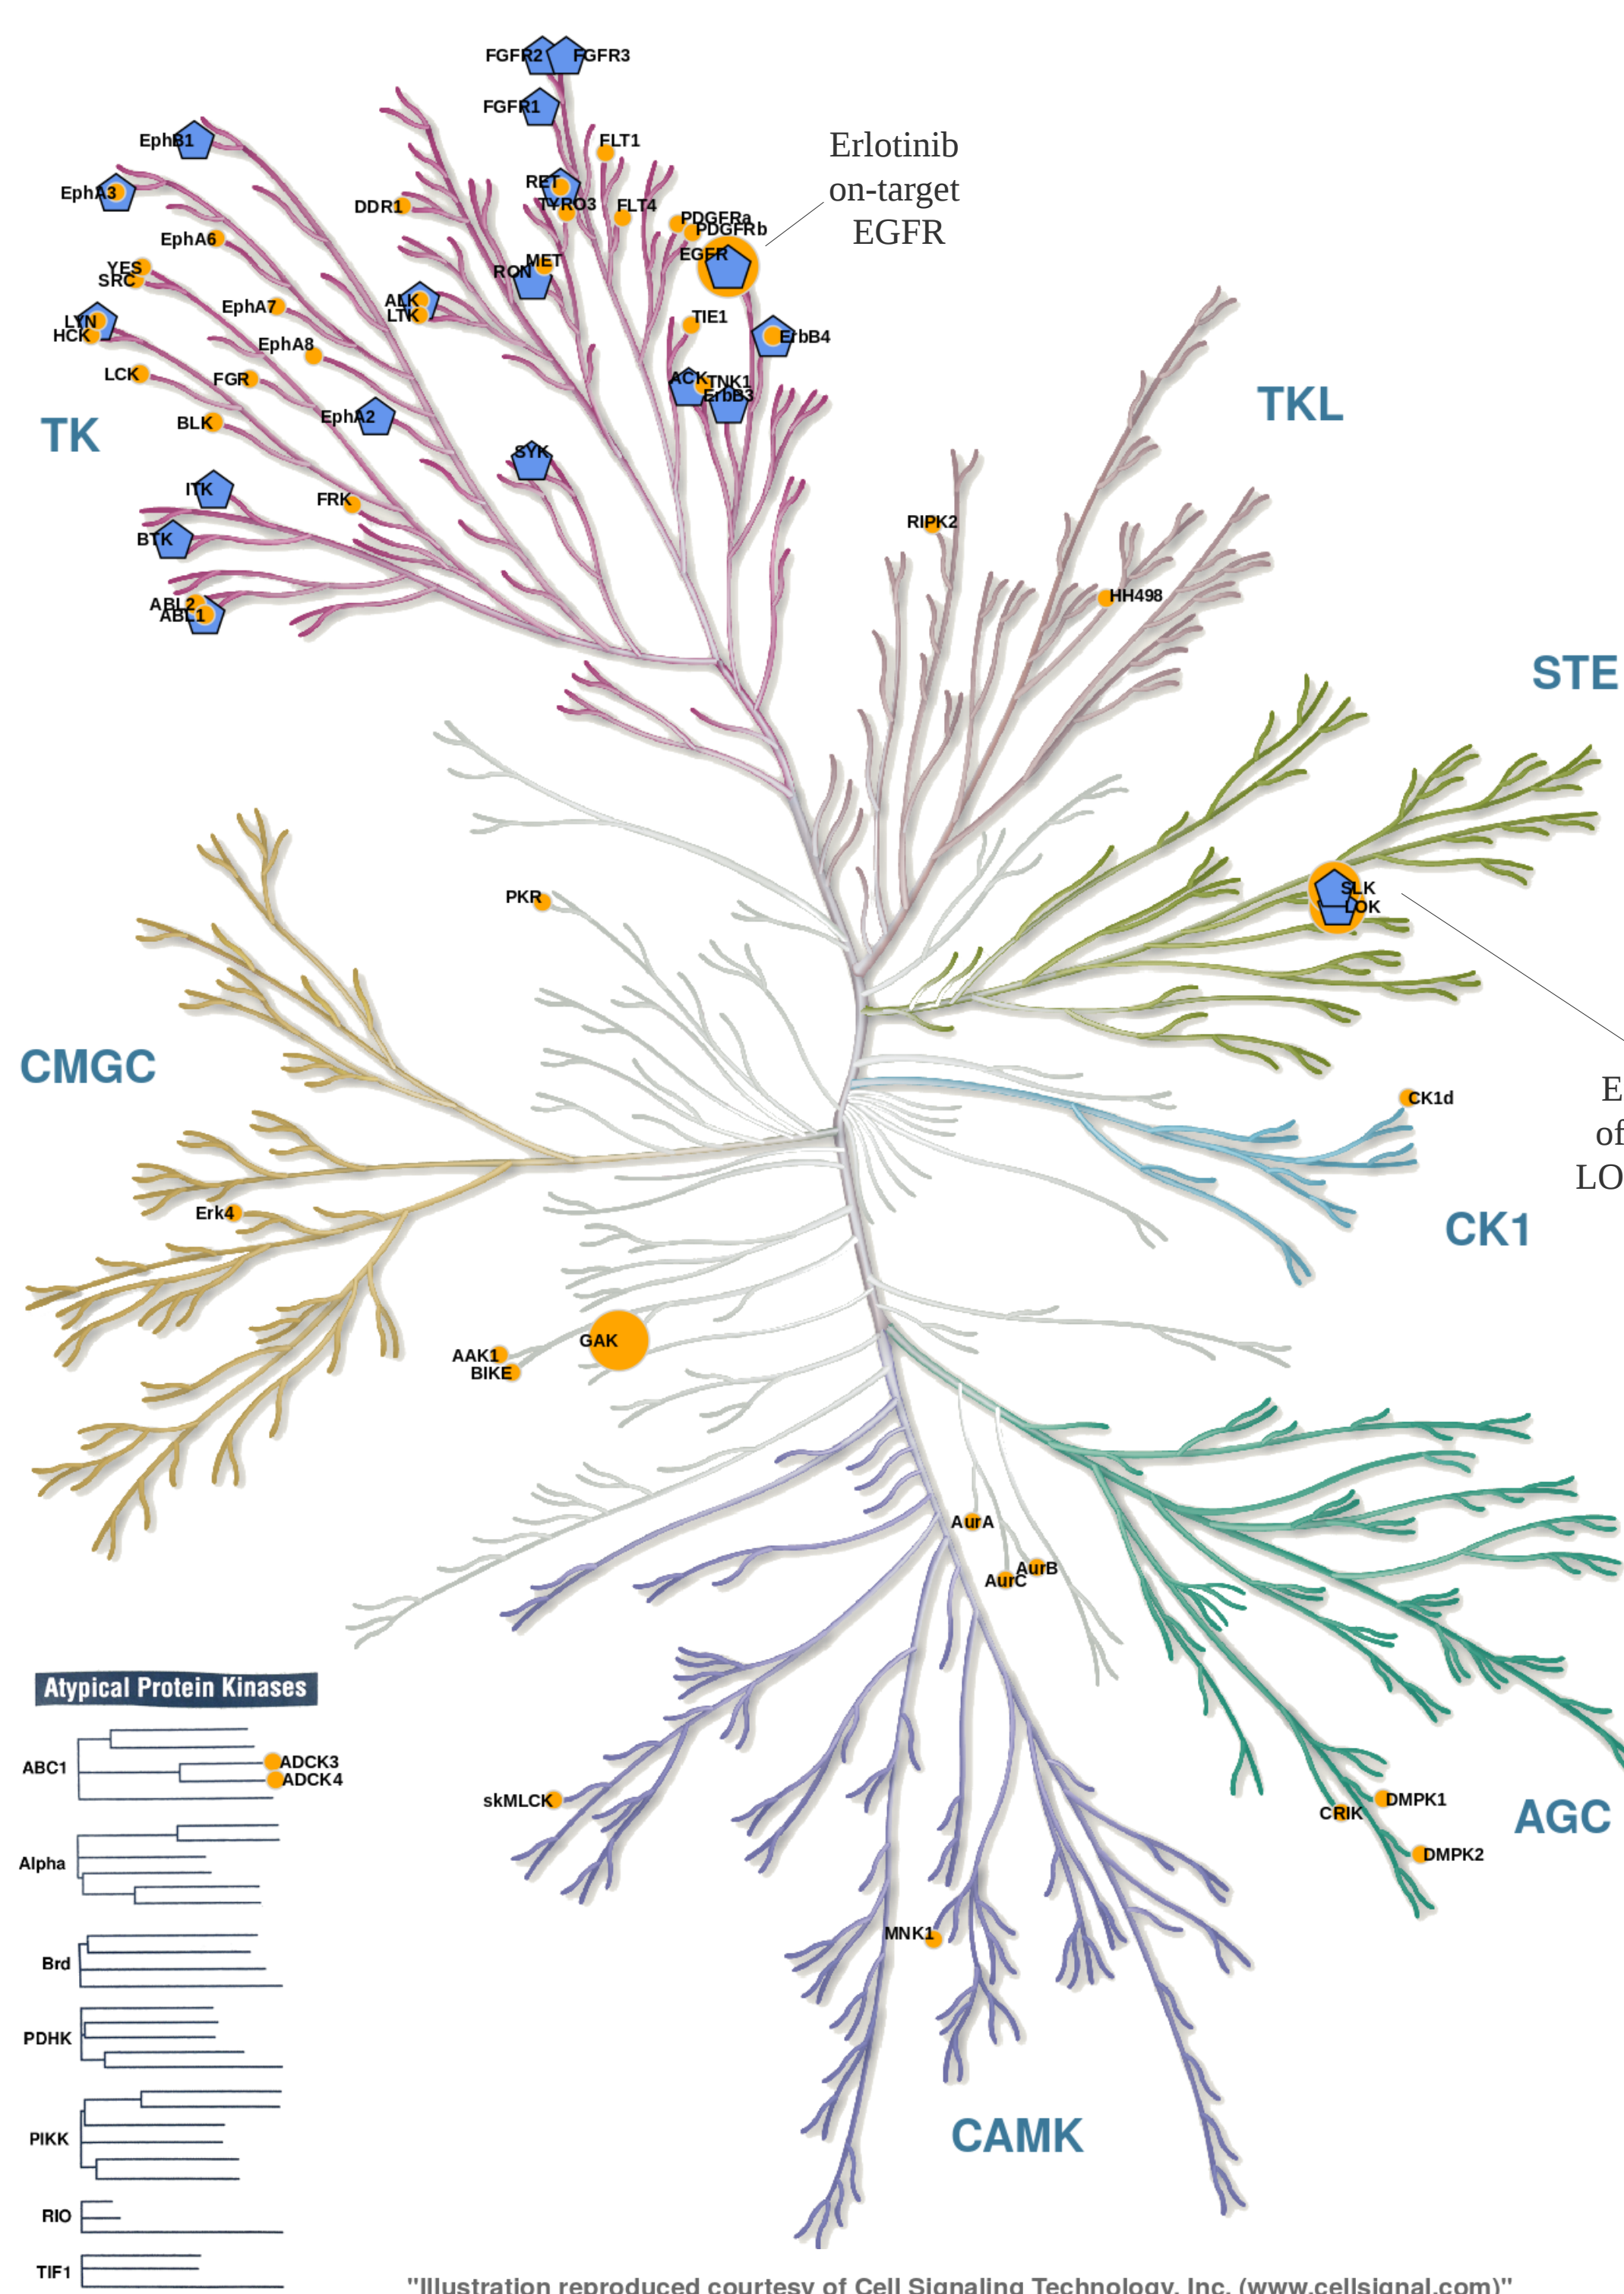 FGFR2
FGFR3
FGFR1
FLT1
Erlotinib
on-target
EGFR
EphB1
EphA3
RET
TYRO3
DDR1
FLT4
PDGFRa
PDGFRb
EphA6
EGFR
YES
SRC
MET
RON
ALK
LTK
EphA7
LYN
HCK
TIE1
ErbB4
EphA8
LCK
FGR
ACK
TNK1
ErbB3
TKL
TK
BLK
EphA2
SYK
ITK
FRK
BTK
RIPK2
ABL2
ABL1
HH498
STE
PKR
SLK
LOK
CMGC
E
of
LO
CK1d
Erk4
CK1
GAK
AAK1
BIKE
AurA
AurB
AurC
Atypical Protein Kinases
ABC1
ADCK3
ADCK4
skMLCK
CRIK
DMPK1
AGC
DMPK2
Alpha
MNK1
Brd
PDHK
CAMK
PIKK
RIO
TIF1
"Illustration reproduced courtesy of Cell Signaling Technology, Inc. (www.cellsignal.com)"